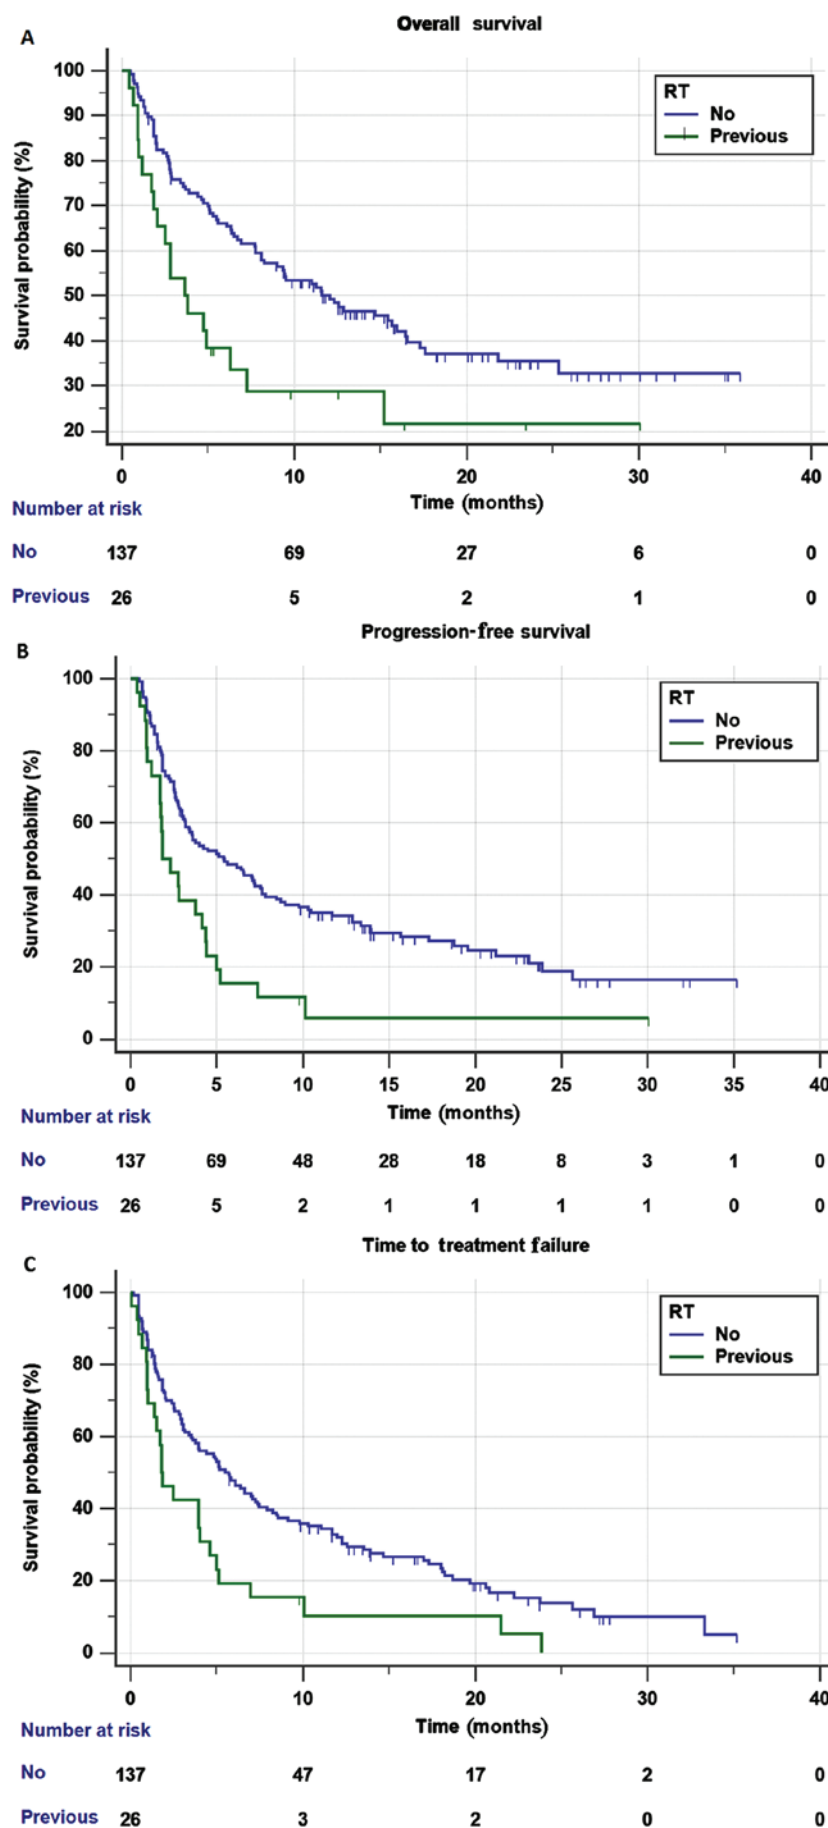 A
Overall survival
Survival probability (%)
100
90
80
70
60
50
40
30
20
RT
No
Previous
0 10 20 30 40
Time (months)
Number at risk
No 137 69 27 6 0
Previous 26 5 2 1 0
B
Progression-free survival
Survival probability (%)
100
80
60
40
20
0
RT
No
Previous
0 5 10 15 20 25 30 35 40
Time (months)
Number at risk
No 137 69 48 28 18 8 3 1 0
Previous 26 5 2 1 1 1 1 0 0
C
Time to treatment failure
Survival probability (%)
100
80
60
40
20
0
RT
No
Previous
0 10 20 30 40
Time (months)
Number at risk
No 137 47 17 2 0
Previous 26 3 2 0 0